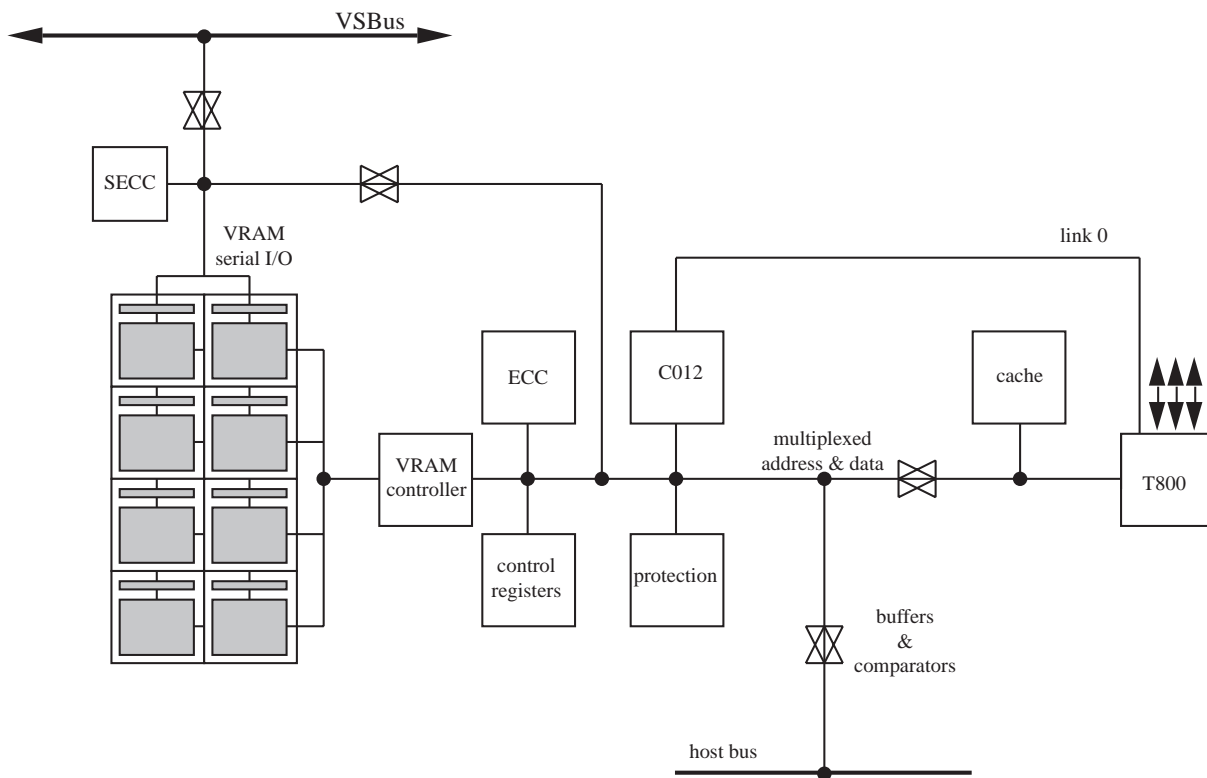 VSBus
SECC
VRAM
serial I/O
link 0
ECC
C012
cache
multiplexed
address & data
VRAM
controller
T800
control
registers
protection
buffers
&
comparators
host bus